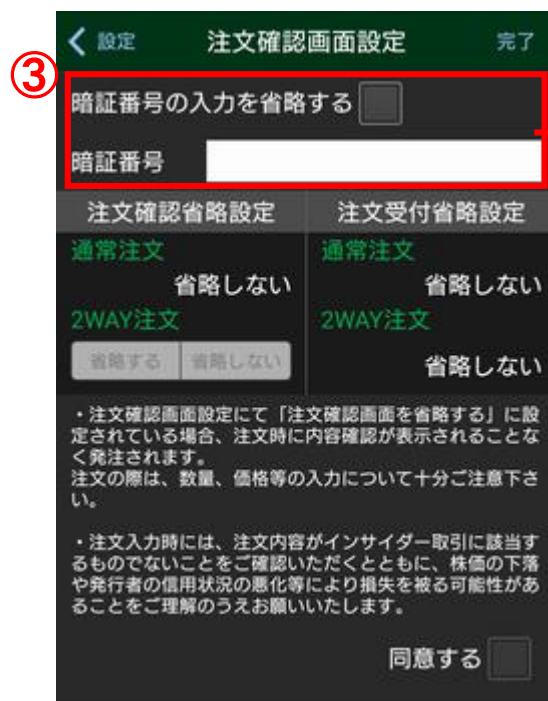 ③
設定 注文確認画面設定 完了
暗証番号の入力を省略する
暗証番号
注文確認省略設定 注文受付省略設定
通常注文 通常注文
省略しない 省略しない
2WAY注文 2WAY注文
省略する 省略しない 省略しない
・注文確認画面設定にて「注文確認画面を省略する」に設
定されている場合、注文時に内容確認が表示されることな
く発注されます。
注文の際は、数量、価格等の入力について十分ご注意下さ
い。
・注文入力時には、注文内容がインサイダー取引に該当す
るものでないことをご確認いただくとともに、株価の下落
や発行者の信用状況の悪化等により損失を被る可能性があ
ることをご理解のうえお願いいたします。
同意する